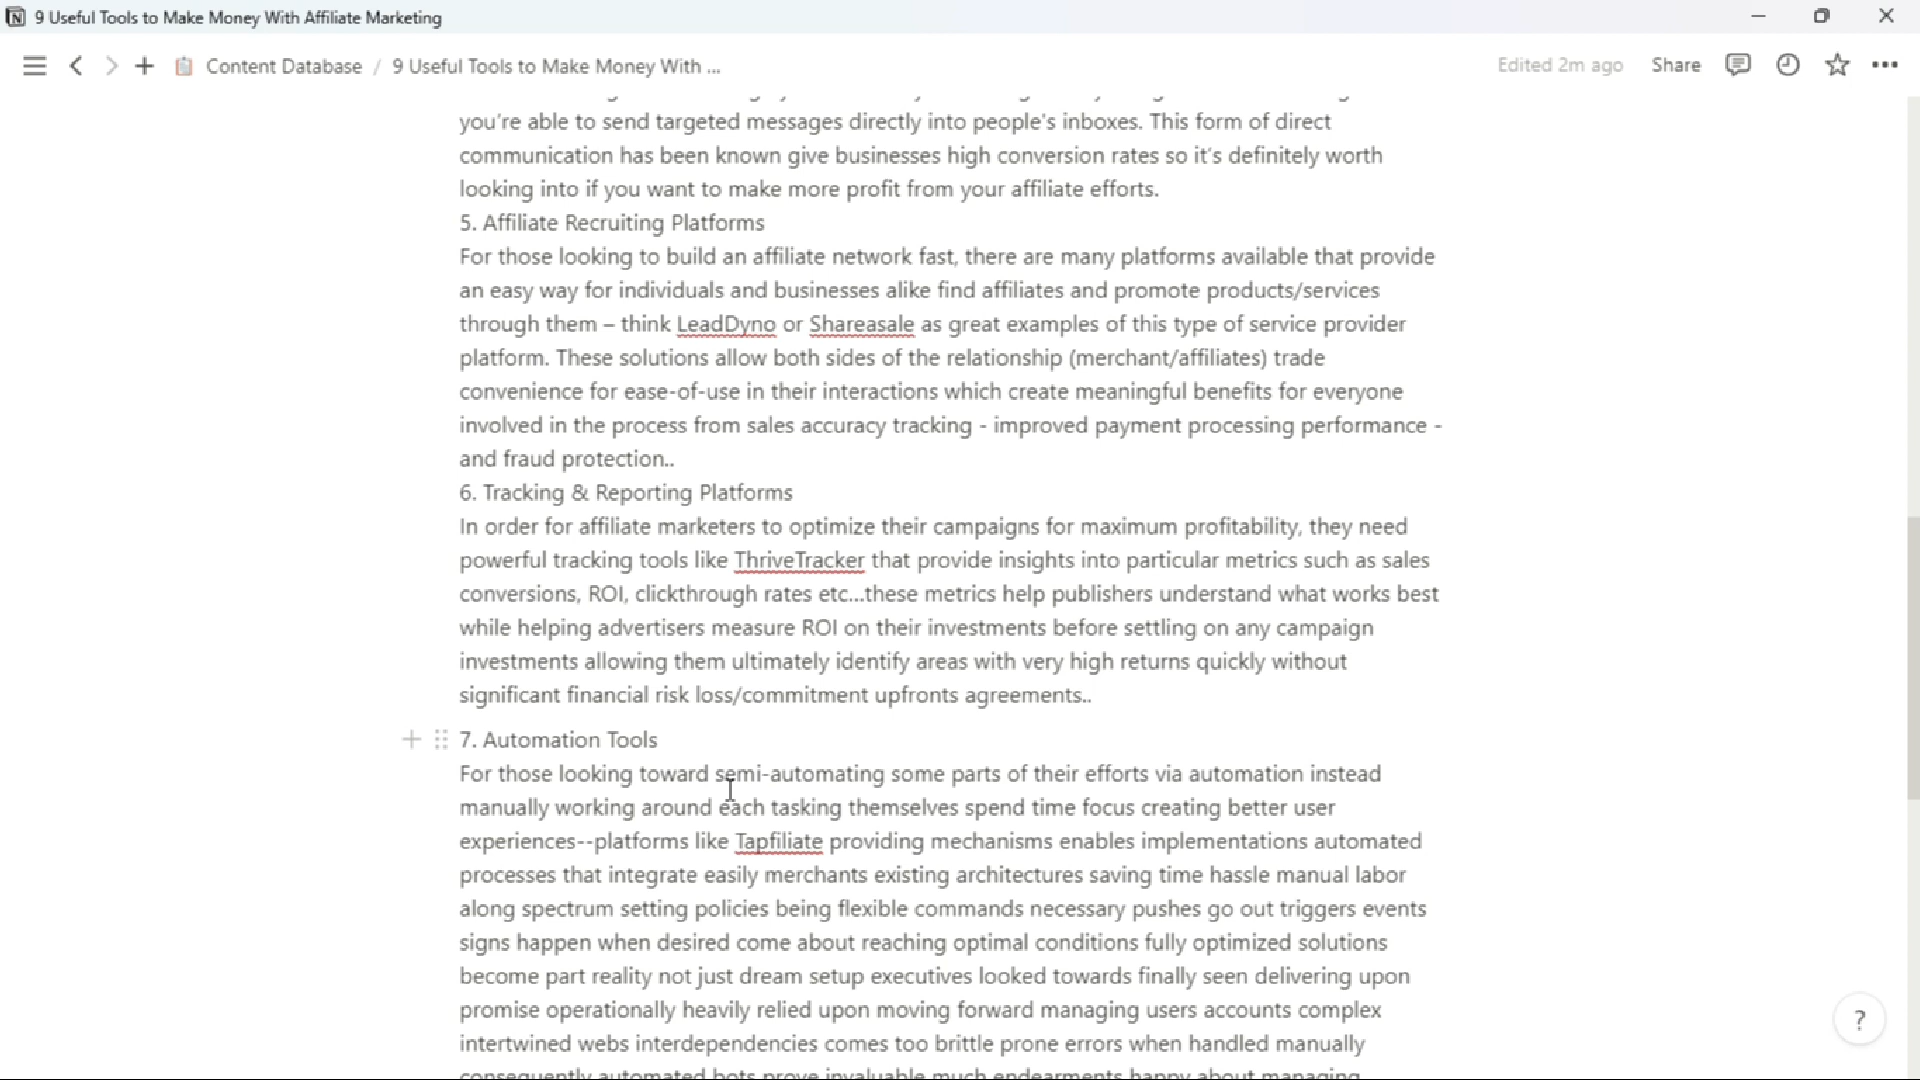 9 Useful Tools to Make Money With Affiliate Marketing
Content Database / 9 Useful Tools to Make Money With ...
Edited 2m ago Share
you're able to send targeted messages directly into people's inboxes. This form of direct
communication has been known give businesses high conversion rates so it's definitely worth
looking into if you want to make more profit from your affiliate efforts.
5. Affiliate Recruiting Platforms
For those looking to build an affiliate network fast, there are many platforms available that provide
an easy way for individuals and businesses alike find affiliates and promote products/services
through them – think LeadDyno or Shareasale as great examples of this type of service provider
platform. These solutions allow both sides of the relationship (merchant/affiliates) trade
convenience for ease-of-use in their interactions which create meaningful benefits for everyone
involved in the process from sales accuracy tracking - improved payment processing performance -
and fraud protection..
6. Tracking & Reporting Platforms
In order for affiliate marketers to optimize their campaigns for maximum profitability, they need
powerful tracking tools like ThriveTracker that provide insights into particular metrics such as sales
conversions, ROI, clickthrough rates etc...these metrics help publishers understand what works best
while helping advertisers measure ROI on their investments before settling on any campaign
investments allowing them ultimately identify areas with very high returns quickly without
significant financial risk loss/commitment upfronts agreements..
7. Automation Tools
For those looking toward semi-automating some parts of their efforts via automation instead
manually working around each tasking themselves spend time focus creating better user
experiences--platforms like Tapfiliate providing mechanisms enables implementations automated
processes that integrate easily merchants existing architectures saving time hassle manual labor
along spectrum setting policies being flexible commands necessary pushes go out triggers events
signs happen when desired come about reaching optimal conditions fully optimized solutions
become part reality not just dream setup executives looked towards finally seen delivering upon
promise operationally heavily relied upon moving forward managing users accounts complex
intertwined webs interdependencies comes too brittle prone errors when handled manually
consequently automated bots prove invaluable much endearments happy about managing
?